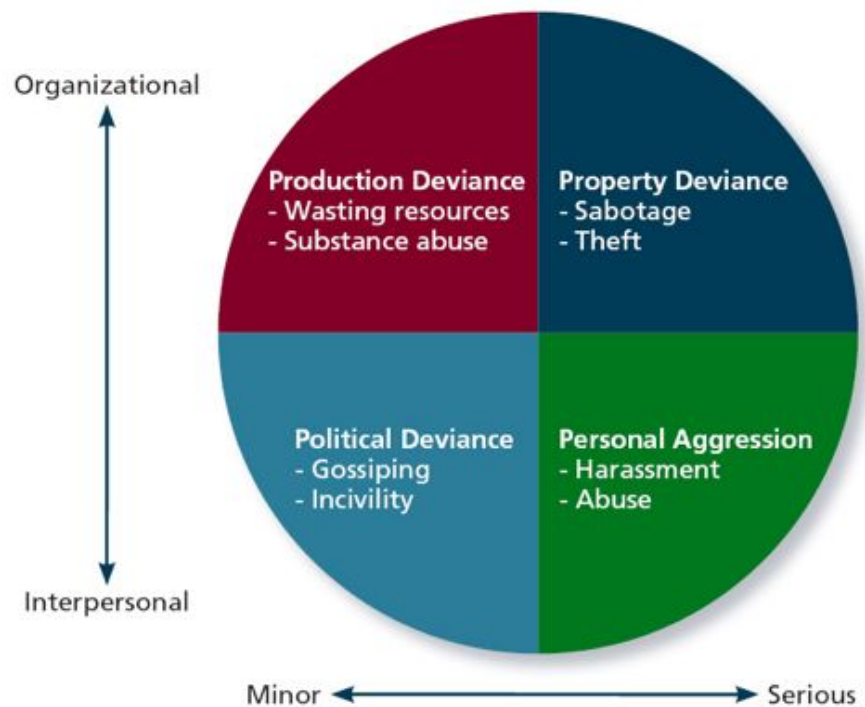 Organizational
Production Deviance
- Wasting resources
- Substance abuse
Property Deviance
- Sabotage
- Theft
Political Deviance
- Gossiping
- Incivility
Personal Aggression
- Harassment
- Abuse
Interpersonal
Minor
Serious